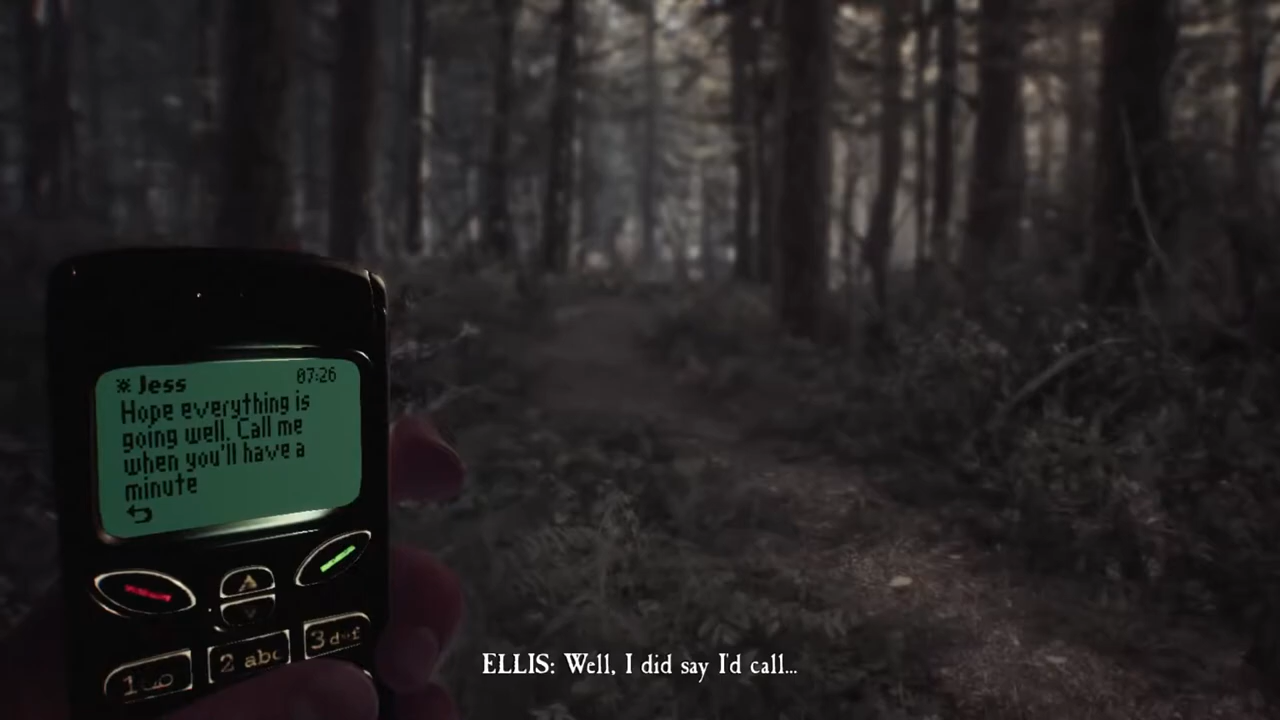 Jess 07:26
Hope everything is
going well. Call me
when you'll have a
minute
1
2 abc
3 def
ELLIS: Well, I did say I'd call...